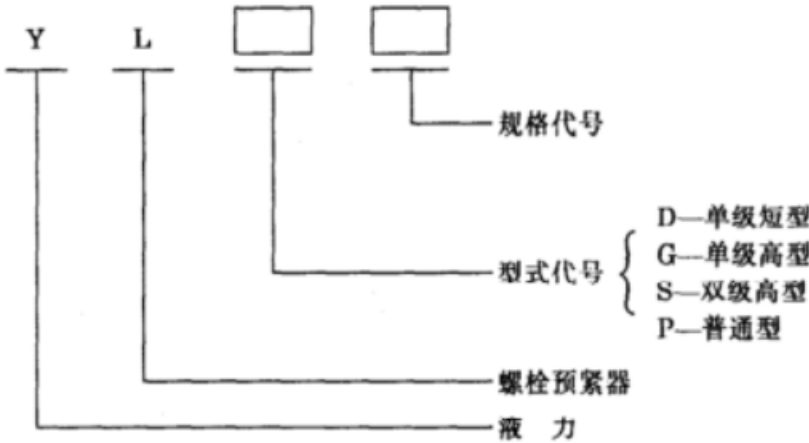 Y L
规格代号
D—单级短型
G—单级高型
型式代号
S—双级高型
P—普通型
螺栓预紧器
液 力